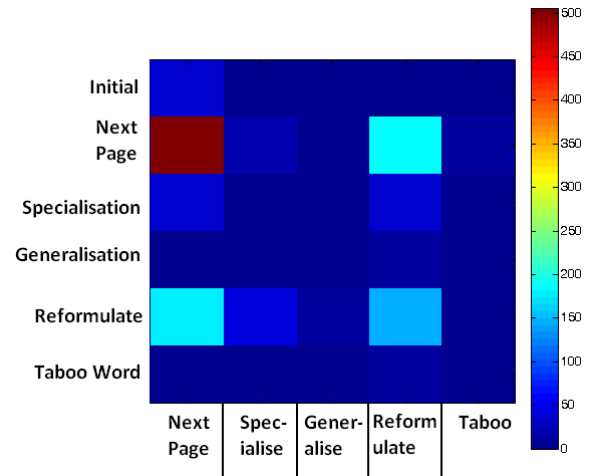 Initial
Next
Page
Specialisation
Generalisation
Reformulate
Taboo Word
Next
Page
Spec-
ialise
Gener-
alise
Reform
ulate
Taboo
500
450
400
350
300
250
200
150
100
50
0